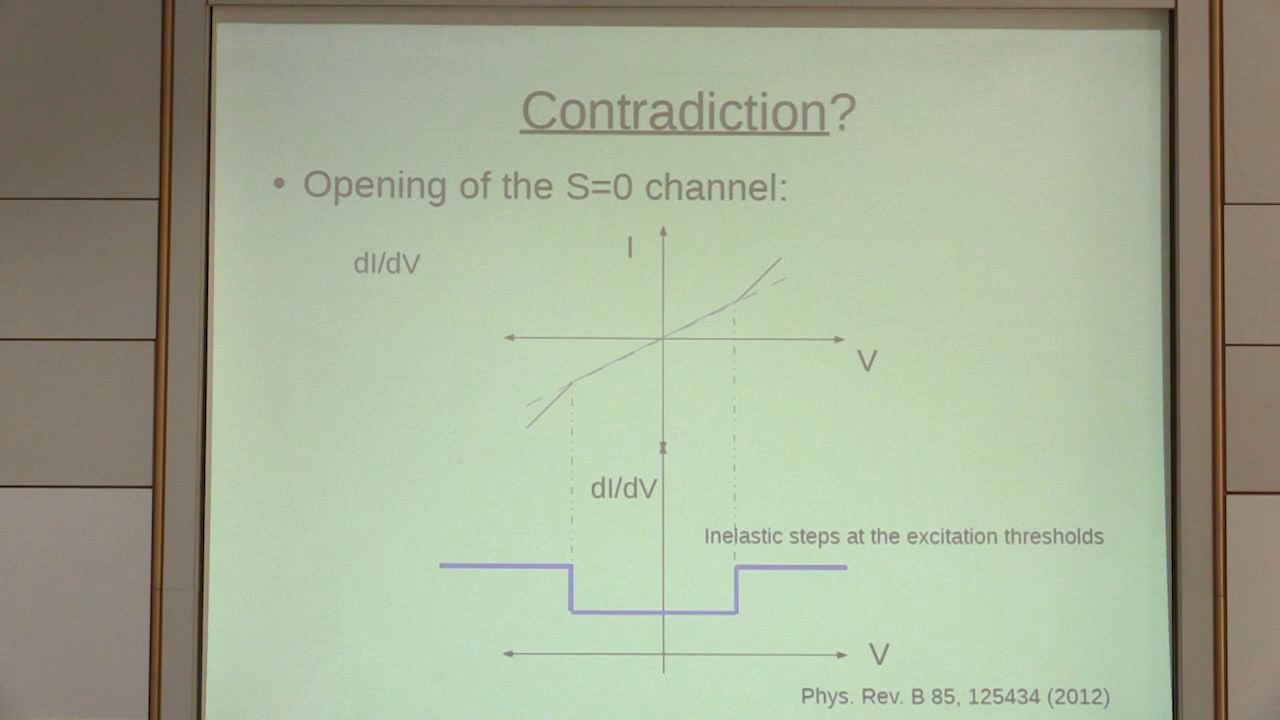 Contradiction?
• Opening of the S=0 channel:
dI/dV
I
V
dI/dV
Inelastic steps at the excitation thresholds
V
Phys. Rev. B 85, 125434 (2012)